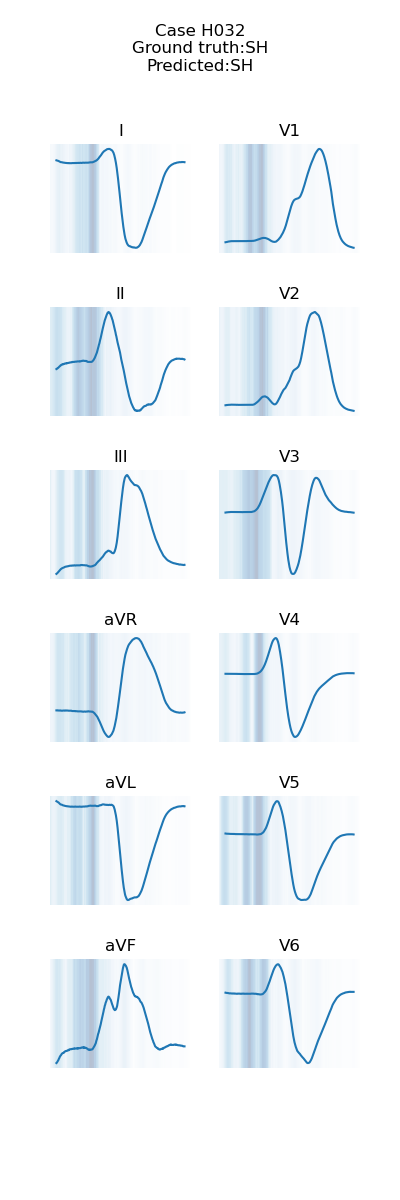 Case H032
Ground truth:SH
Predicted:SH
I
V1
II
V2
III
V3
aVR
V4
aVL
V5
aVF
V6